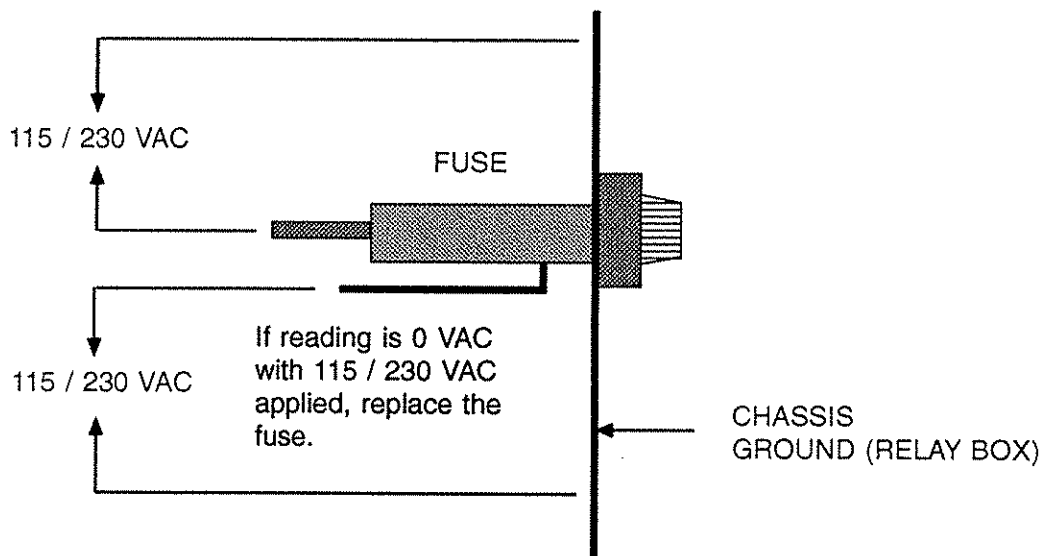 115 / 230 VAC
FUSE
If reading is 0 VAC
with 115 / 230 VAC
applied, replace the
fuse.
115 / 230 VAC
CHASSIS
GROUND (RELAY BOX)